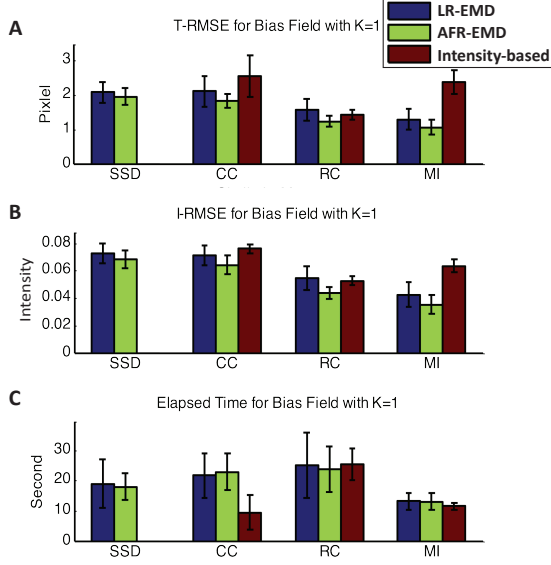 A
T-RMSE for Bias Field with K=1
LR-EMD
AFR-EMD
Intensity-based
Pixlel
3
2
1
0
SSD CC RC MI
B
I-RMSE for Bias Field with K=1
Intensity
0.08
0.06
0.04
0.02
0
SSD CC RC MI
C
Elapsed Time for Bias Field with K=1
Second
30
20
10
0
SSD CC RC MI